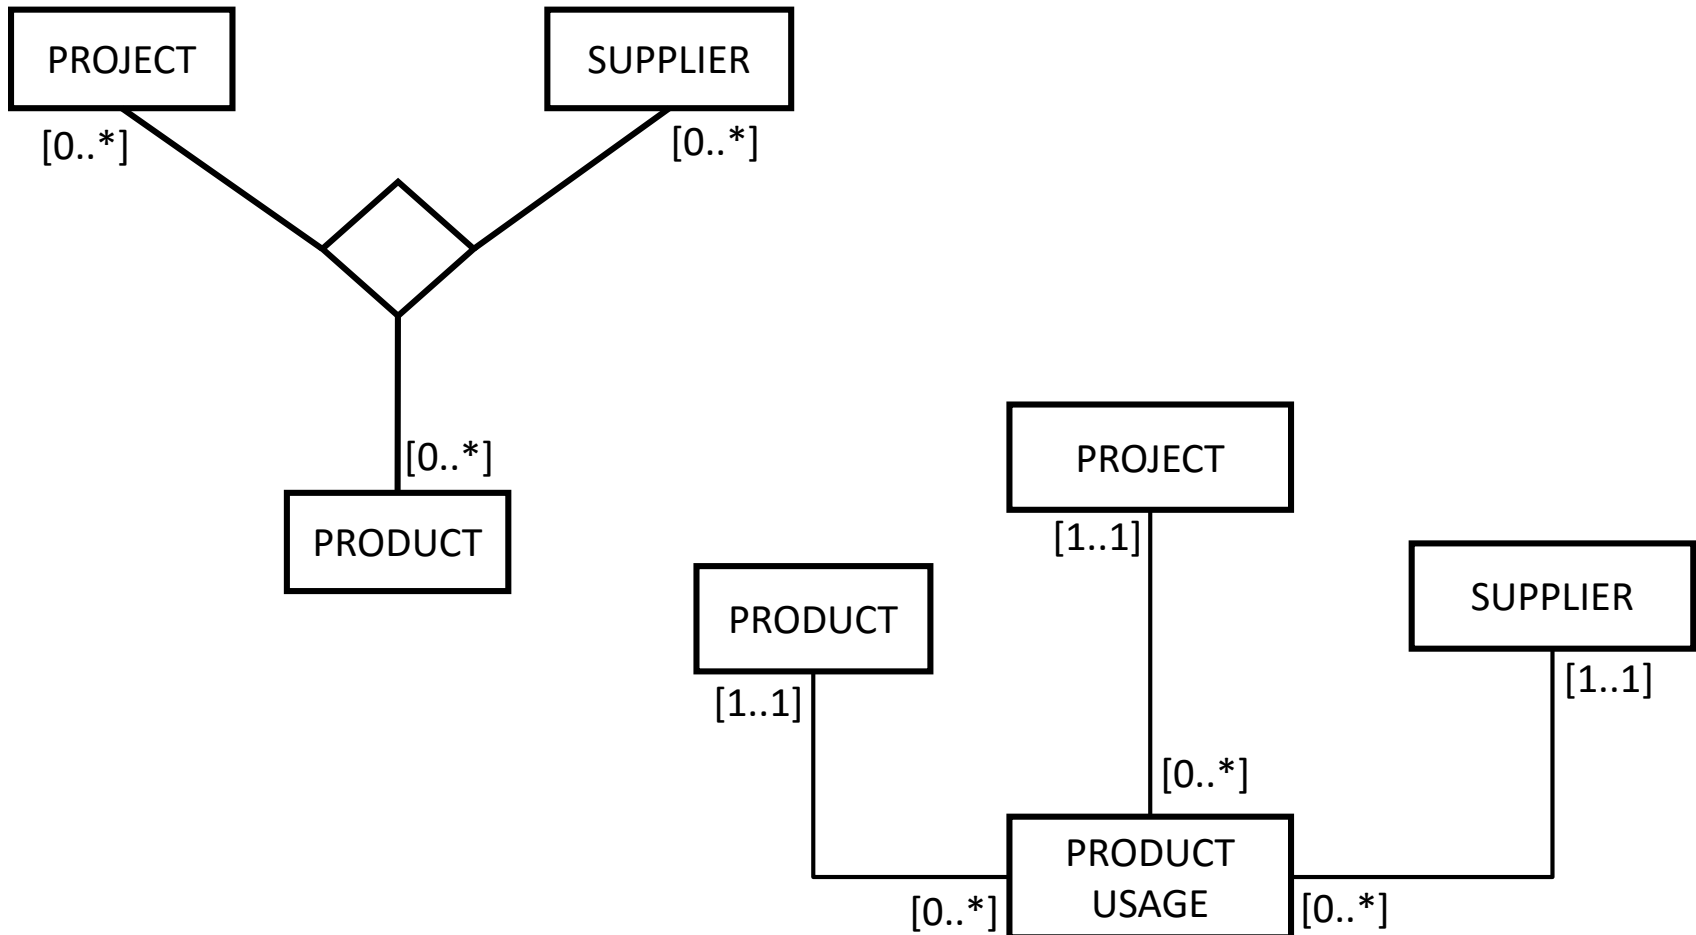 PROJECT
SUPPLIER
[0..*]
[0..*]
[0..*]
PRODUCT
PROJECT
[1..1]
SUPPLIER
PRODUCT
[1..1]
[1..1]
[0..*]
PRODUCT
USAGE
[0..*]
[0..*]